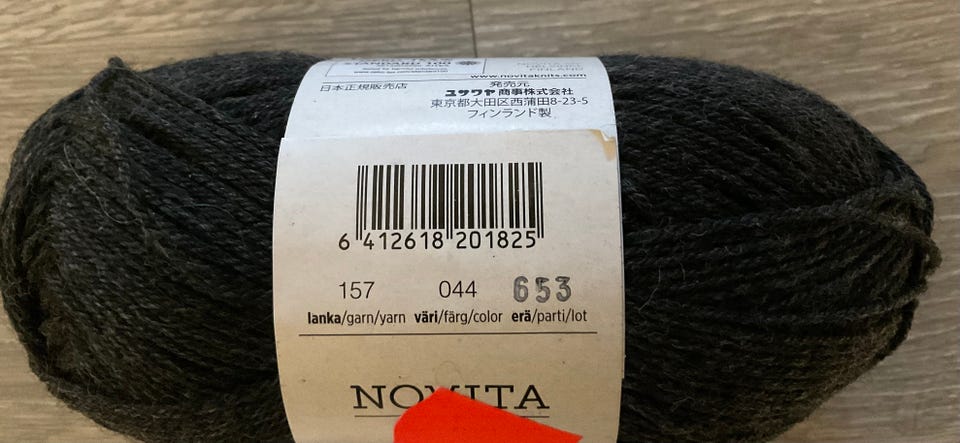 STANDARD 100
FINLAND
www.novitaknits.com
日本正規販売店
発売元
ユザワヤ 商事株式会社
東京都大田区西蒲田8-23-5
フィンランド製
6 412618 201825
157 044 653
lanka/garn/yarn väri/färg/color erä/parti/lot
NOVITA